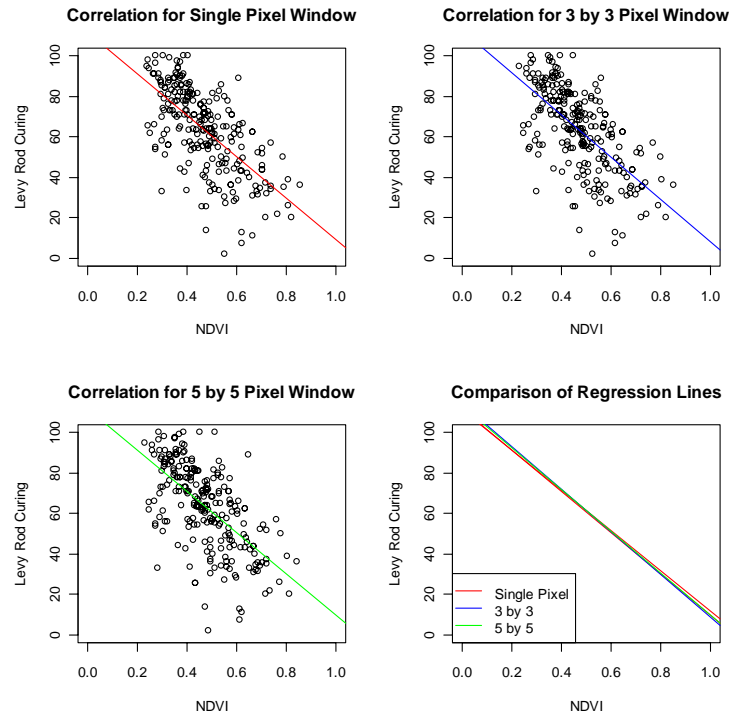 Correlation for Single Pixel Window
Levy Rod Curing
0 20 40 60 80 100
0.0 0.2 0.4 0.6 0.8 1.0
NDVI
Correlation for 3 by 3 Pixel Window
Levy Rod Curing
0 20 40 60 80 100
0.0 0.2 0.4 0.6 0.8 1.0
NDVI
Correlation for 5 by 5 Pixel Window
Levy Rod Curing
0 20 40 60 80 100
0.0 0.2 0.4 0.6 0.8 1.0
NDVI
Comparison of Regression Lines
Levy Rod Curing
0 20 40 60 80 100
Single Pixel
3 by 3
5 by 5
0.0 0.2 0.4 0.6 0.8 1.0
NDVI